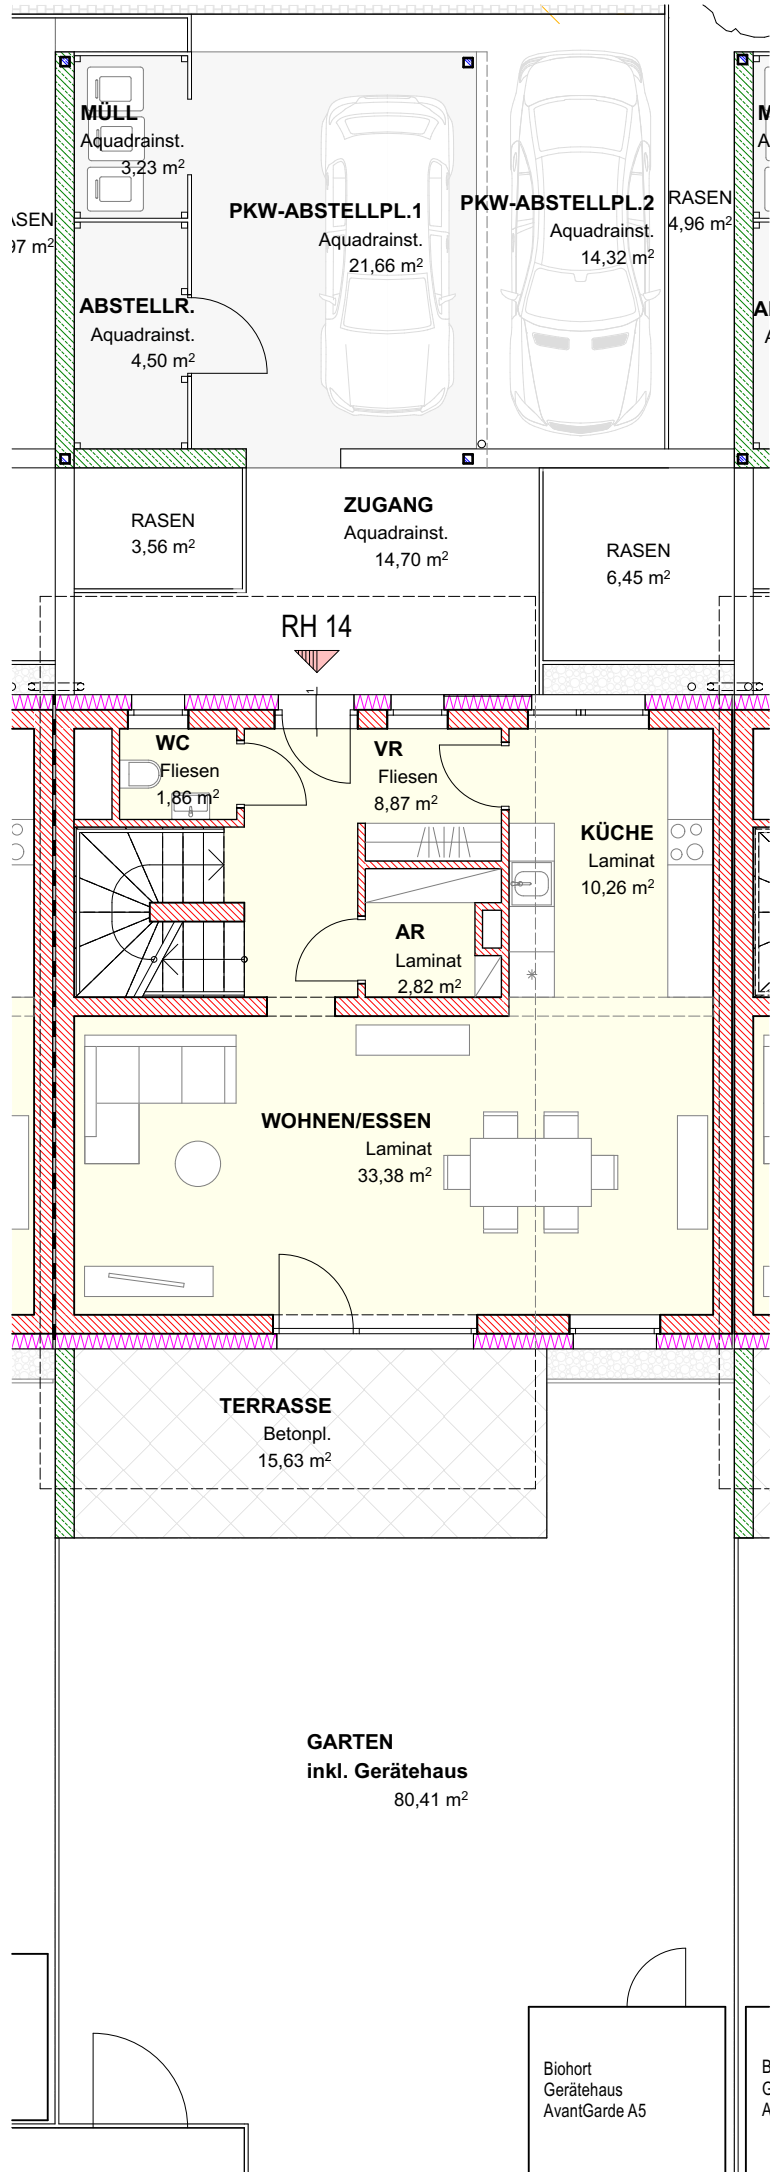 MÜLL
Aquadrainst.
3,23 m²
PKW-ABSTELLPL.1
Aquadrainst.
21,66 m²
PKW-ABSTELLPL.2
Aquadrainst.
14,32 m²
RASEN
4,96 m²
ABSTELLR.
Aquadrainst.
4,50 m²
RASEN
3,56 m²
ZUGANG
Aquadrainst.
14,70 m²
RASEN
6,45 m²
RH 14
1
WC
Fliesen
1,86 m²
VR
Fliesen
8,87 m²
KÜCHE
Laminat
10,26 m²
AR
Laminat
2,82 m²
WOHNEN/ESSEN
Laminat
33,38 m²
TERRASSE
Betonpl.
15,63 m²
GARTEN
inkl. Gerätehaus
80,41 m²
Biohort
Gerätehaus
AvantGarde A5